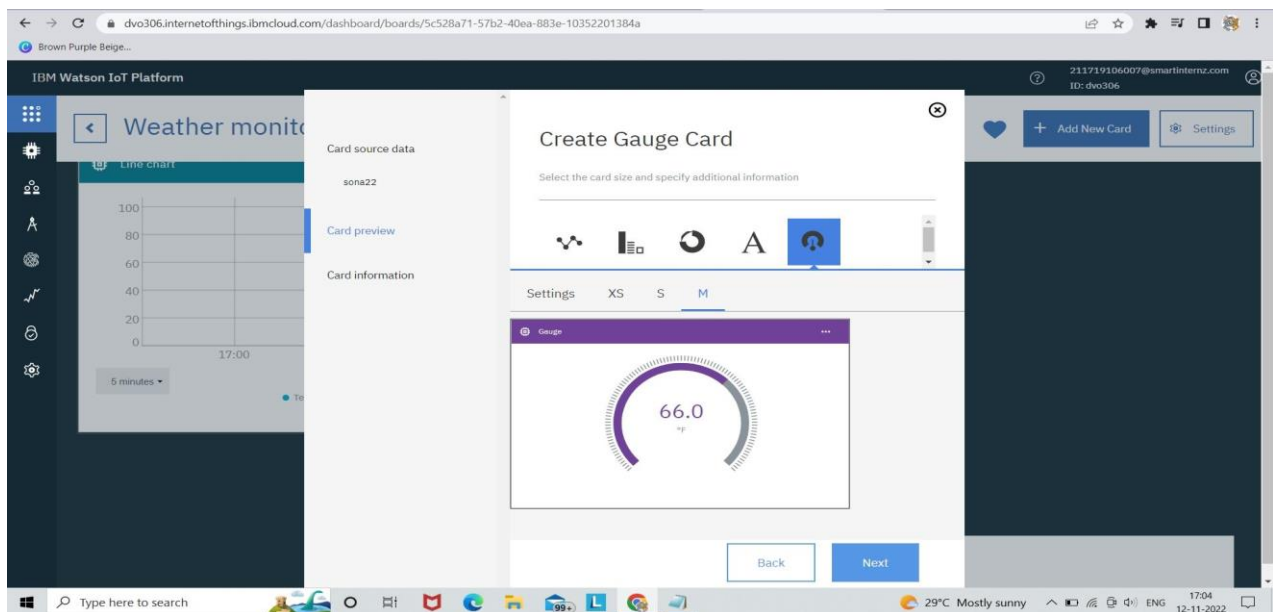 dvo306.internetofthings.ibmcloud.com/dashboard/boards/5c528a71-57b2-40ea-883e-10352201384a
Brown Purple Beige...
IBM Watson IoT Platform
211719106007@smartinternz.com
ID: dvo306
Weather monito
Add New Card
Settings
Line chart
100
80
60
40
20
0
17:00
5 minutes
Te
Card source data
sona22
Card preview
Card information
Create Gauge Card
Select the card size and specify additional information
A
Settings XS S M
Gauge
66.0
°F
Back Next
Type here to search
99+
L
29°C Mostly sunny
ENG
17:04
12-11-2022